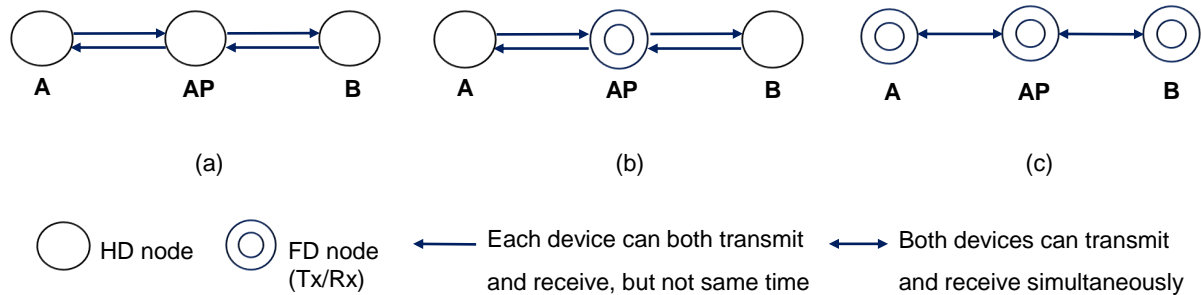 A AP B A AP B A AP B
(a) (b) (c)
HD node FD node Each device can both transmit Both devices can transmit
(Tx/Rx) and receive, but not same time and receive simultaneously